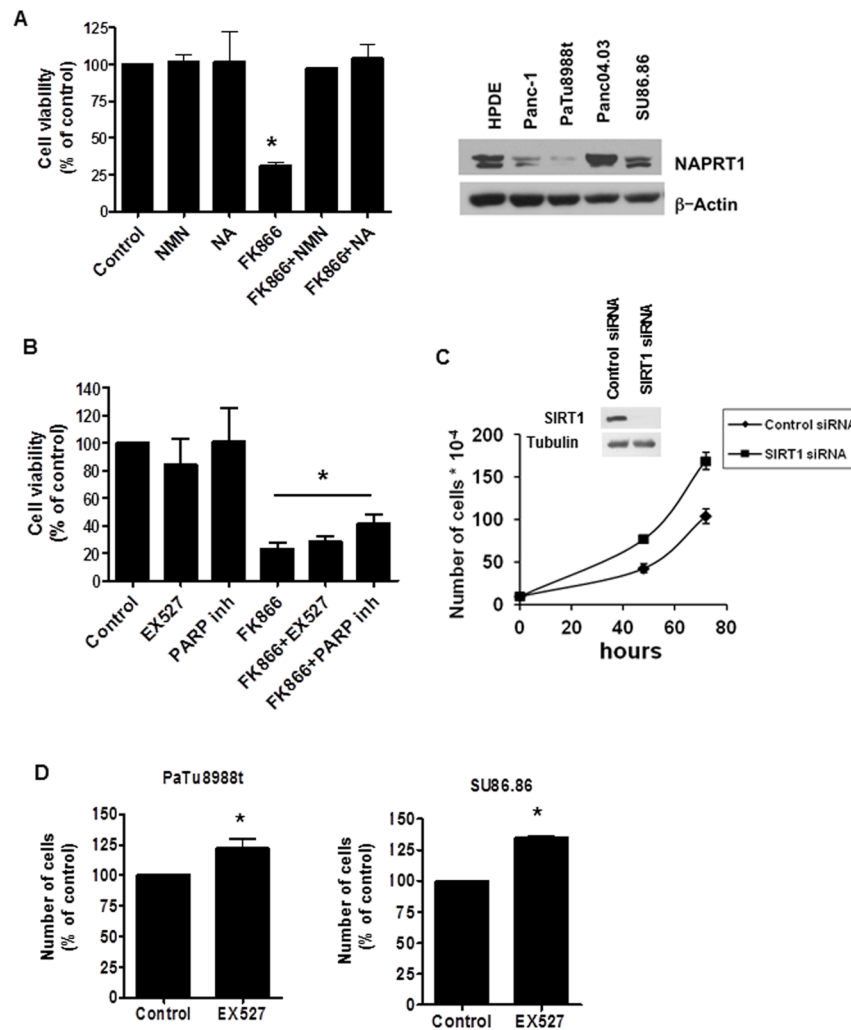 A
Cell viability
(% of control)
125
100
75
50
25
0
*
Control
NMN
NA
FK866
FK866+NMN
FK866+NA
HPDE
Panc-1
PaTu8988t
Panc04.03
SU86.86
NAPRT1
β-Actin
B
Cell viability
(% of control)
140
120
100
80
60
40
20
0
*
Control
EX527
PARP inh
FK866
FK866+EX527
FK866+PARP inh
C
Control siRNA
SIRT1 siRNA
SIRT1
Tubulin
Number of cells * 10-4
200
150
100
50
0
0 20 40 60 80
hours
Control siRNA
SIRT1 siRNA
D
PaTu8988t
Number of cells
(% of control)
150
125
100
75
50
25
0
*
Control EX527
SU86.86
Number of cells
(% of control)
150
125
100
75
50
25
0
*
Control EX527